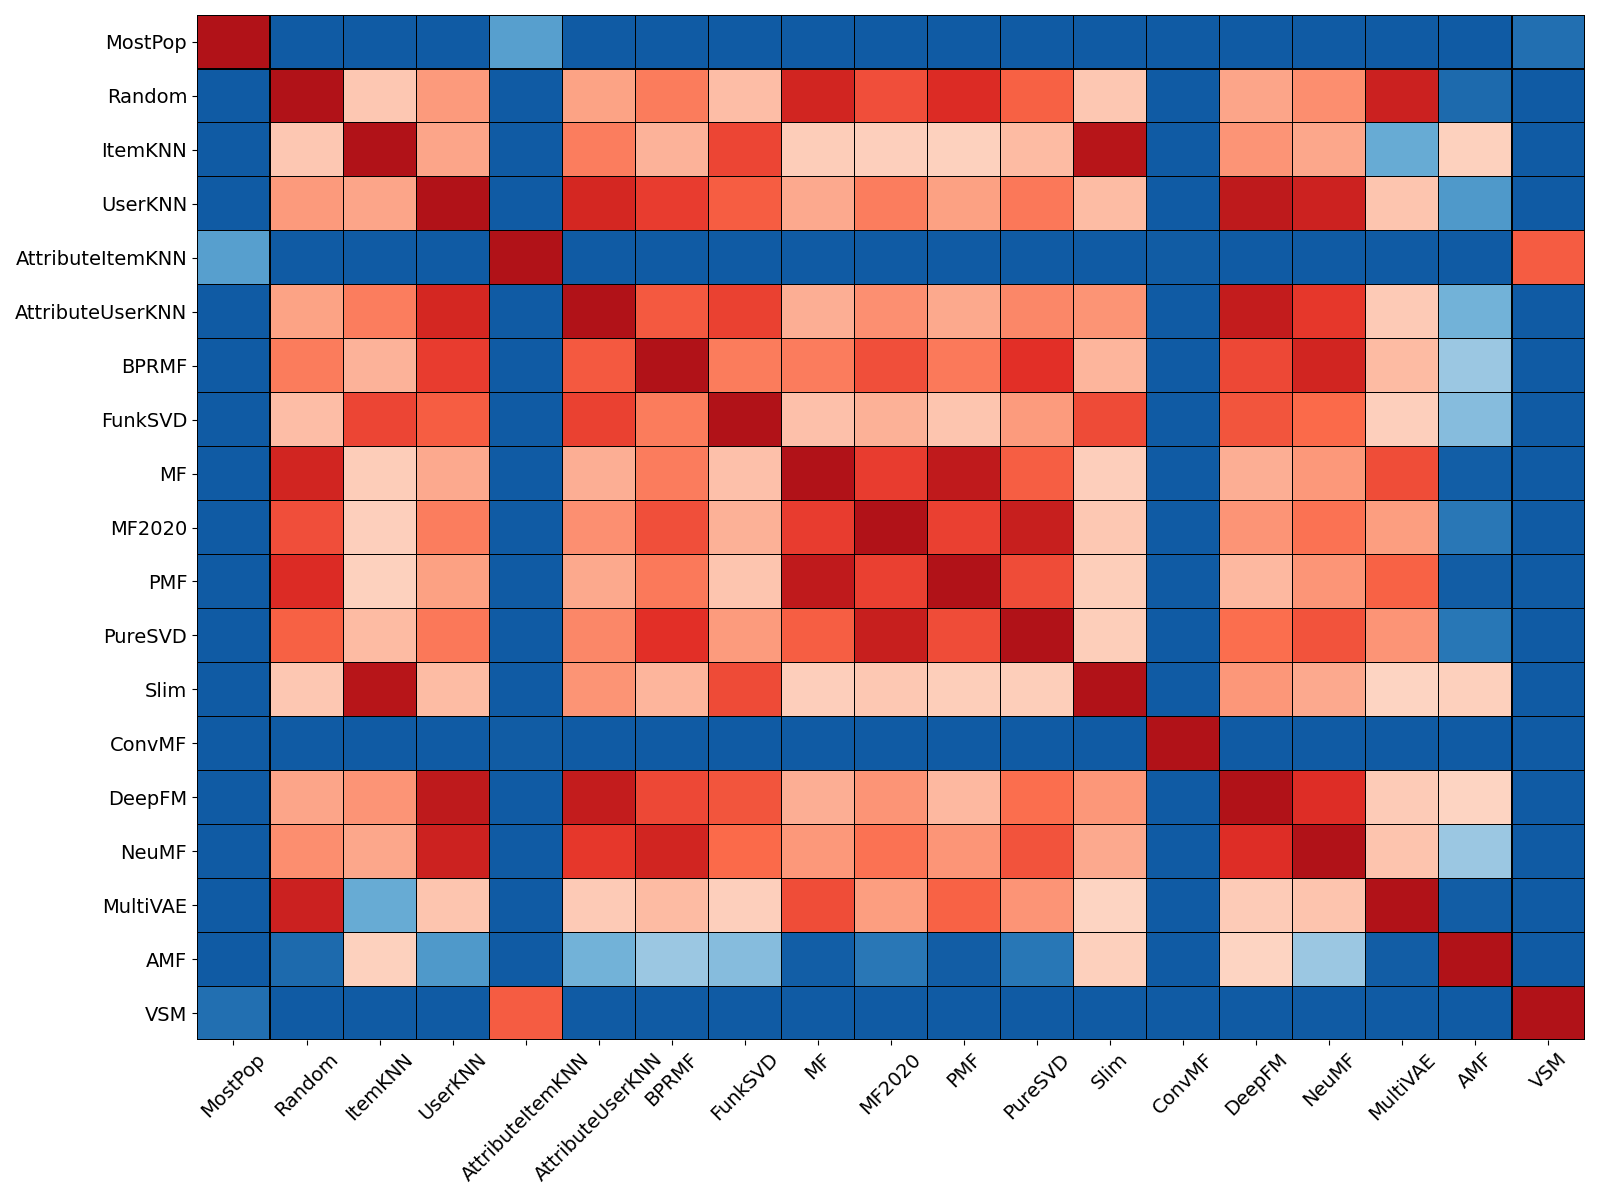 MostPop
Random
ItemKNN
UserKNN
AttributeItemKNN
AttributeUserKNN
BPRMF
FunkSVD
MF
MF2020
PMF
PureSVD
Slim
ConvMF
DeepFM
NeuMF
MultiVAE
AMF
VSM
MostPop
Random
ItemKNN
UserKNN
AttributeItemKNN
AttributeUserKNN
BPRMF
FunkSVD
MF
MF2020
PMF
PureSVD
Slim
ConvMF
DeepFM
NeuMF
MultiVAE
AMF
VSM